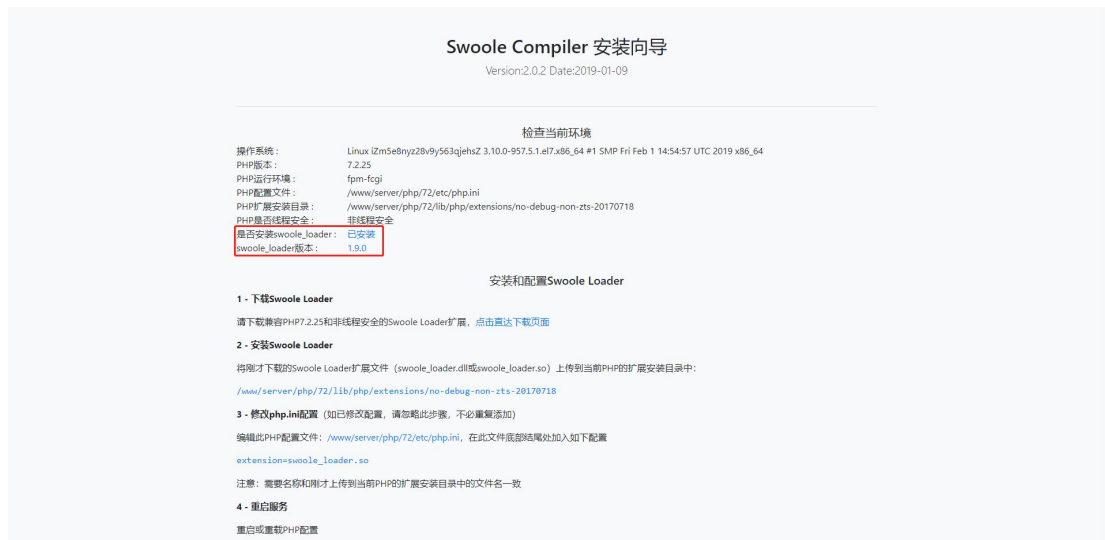 Swoole Compiler 安装向导
Version:2.0.2 Date:2019-01-09
检查当前环境
操作系统 : Linux iZm5e8nyz28v9y563qjehsZ 3.10.0-957.5.1.el7.x86_64 #1 SMP Fri Feb 1 14:54:57 UTC 2019 x86_64
PHP版本 : 7.2.25
PHP运行环境 : fpm-fcgi
PHP配置文件 : /www/server/php/72/etc/php.ini
PHP扩展安装目录 : /www/server/php/72/lib/php/extensions/no-debug-non-zts-20170718
PHP是否线程安全 : 非线程安全
是否安装swoole_loader : 已安装
swoole_loader版本 : 1.9.0
安装和配置Swoole Loader
1 - 下载Swoole Loader
请下载兼容PHP7.2.25和非线程安全的Swoole Loader扩展，点击直达下载页面
2 - 安装Swoole Loader
将刚才下载的Swoole Loader扩展文件（swoole_loader.dll或swoole_loader.so）上传到当前PHP的扩展安装目录中：
/www/server/php/72/lib/php/extensions/no-debug-non-zts-20170718
3 - 修改php.ini配置（如已修改配置，请忽略此步骤，不必重复添加）
编辑此PHP配置文件：/www/server/php/72/etc/php.ini，在此文件底部结尾处加入如下配置
extension=swoole_loader.so
注意：需要名称和刚才上传到当前PHP的扩展安装目录中的文件名一致
4 - 重启服务
重启或重载PHP配置